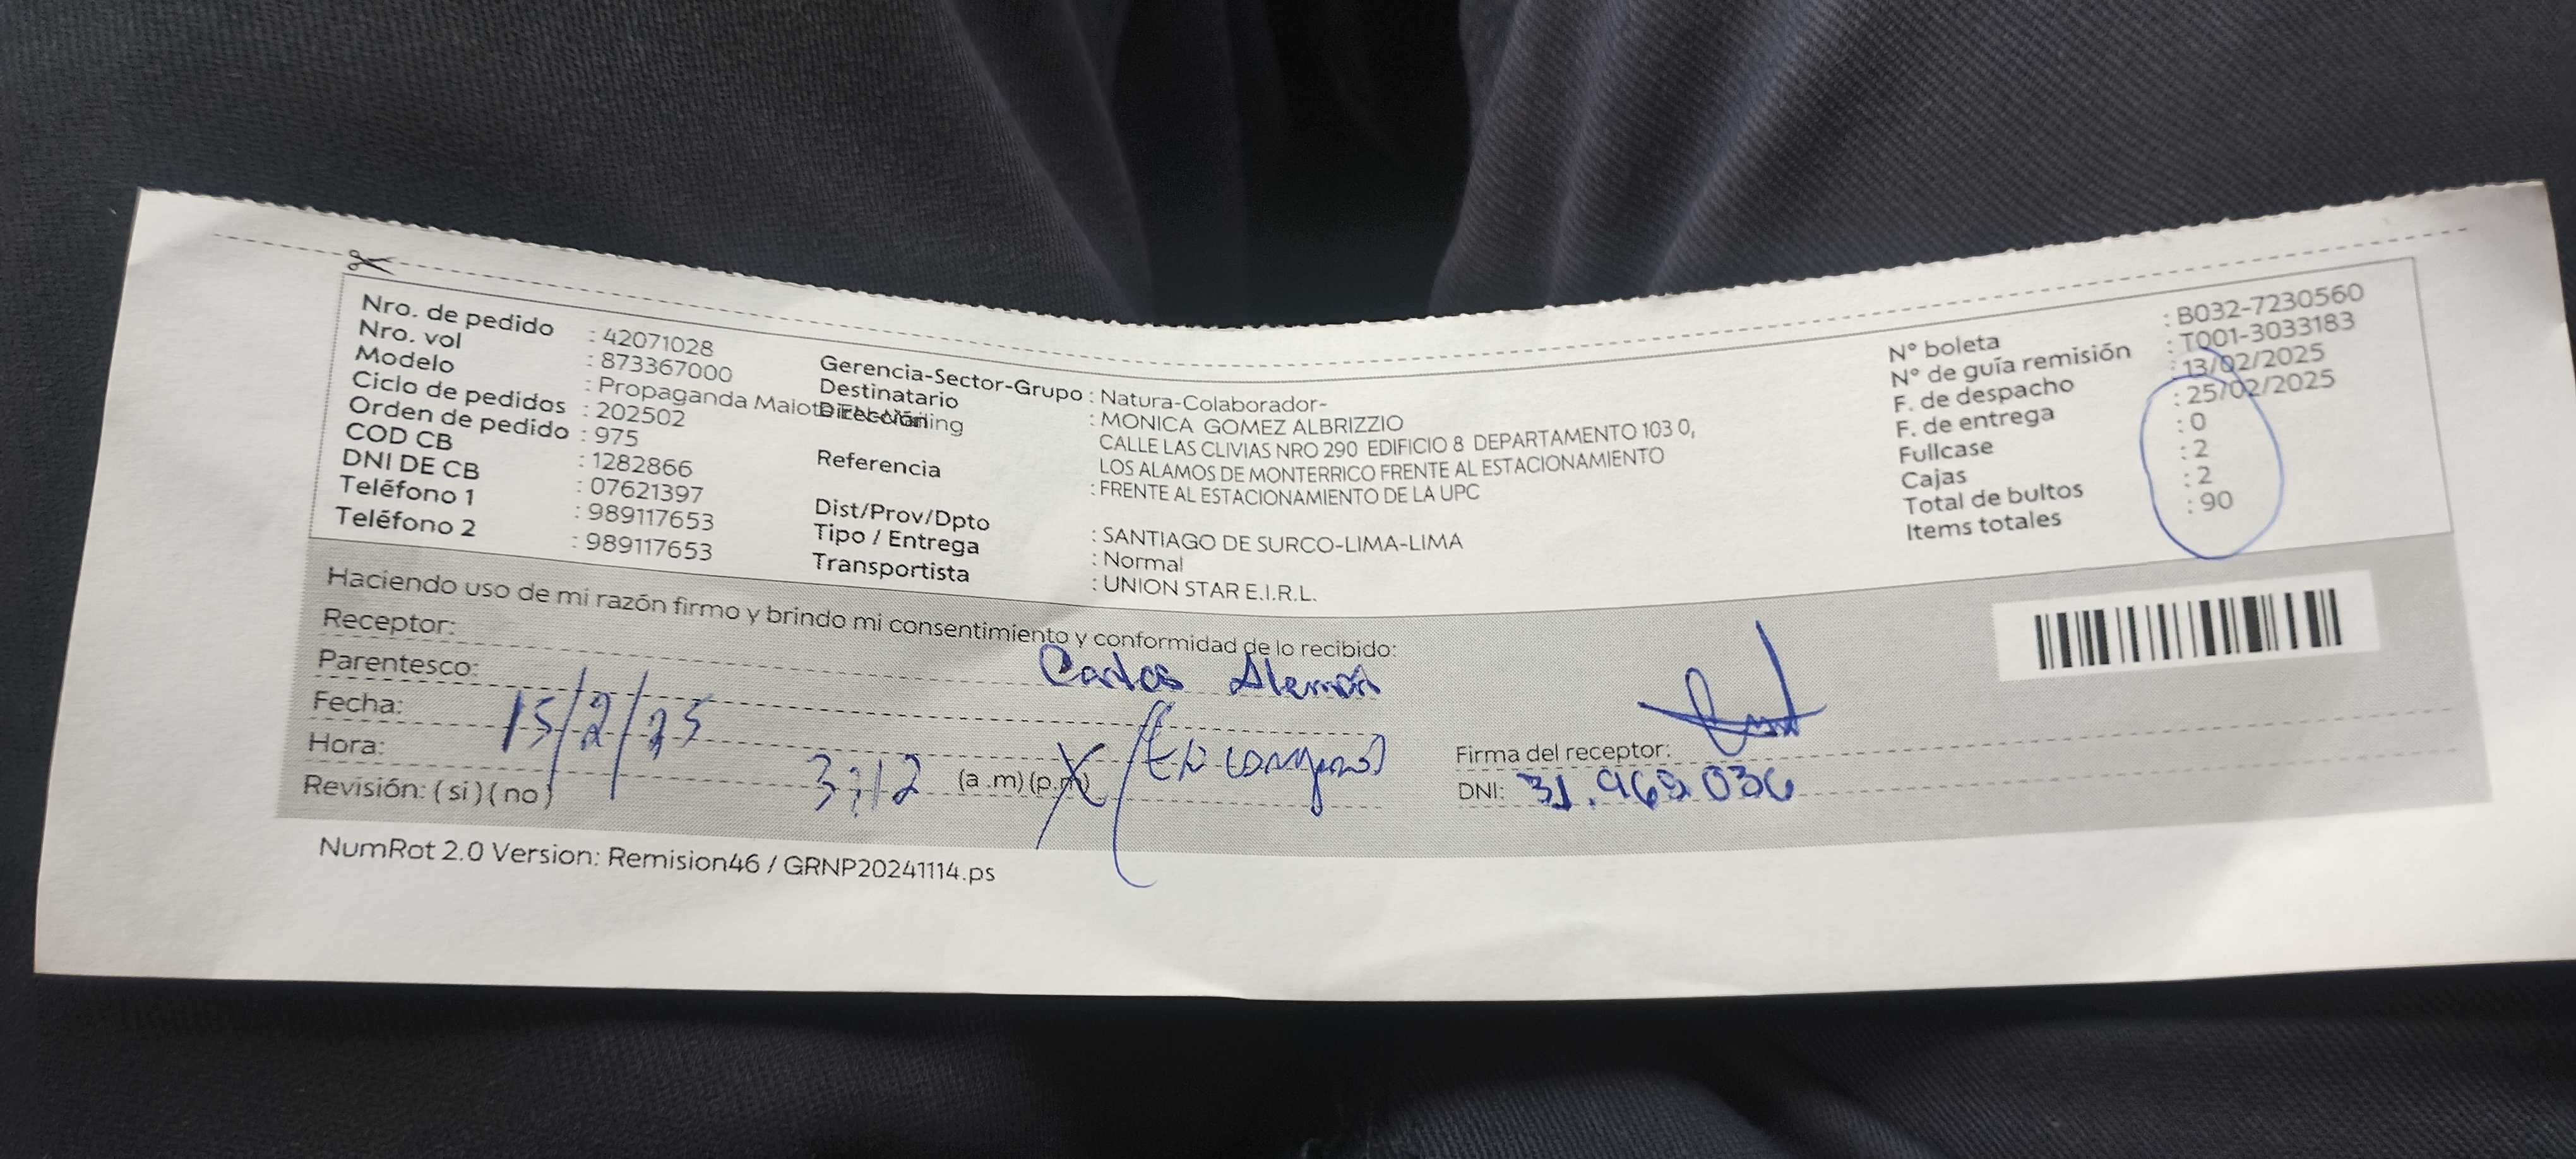 Nro. de pedido : 42071028
Nro. vol : 873367000
Modelo : Propaganda
Ciclo de pedidos : 202502
Orden de pedido : 975
COD CB : 1282866
DNI DE CB : 07621397
Teléfono 1 : 989117653
Teléfono 2 : 989117653
Gerencia-Sector-Grupo : Natura-Colaborador-
Destinatario : MONICA GOMEZ ALBRIZZIO
Dirección CALLE LAS CLIVIAS NRO 290 EDIFICIO 8 DEPARTAMENTO 103 0,
LOS ALAMOS DE MONTERRICO FRENTE AL ESTACIONAMIENTO
Referencia : FRENTE AL ESTACIONAMIENTO DE LA UPC
Dist/Prov/Dpto : SANTIAGO DE SURCO-LIMA-LIMA
Tipo / Entrega : Normal
Transportista : UNION STAR E.I.R.L.
N° boleta : B032-7230560
N° de guía remisión : T001-3033183
F. de despacho : 13/02/2025
F. de entrega : 25/02/2025
Fullcase : 0
Cajas : 2
Total de bultos : 2
Items totales : 90
Haciendo uso de mi razón firmo y brindo mi consentimiento y conformidad de lo recibido:
Receptor: Carlos Alemán
Parentesco:
Fecha: 15/2/25
Hora: 3:12 (a.m)(p.m)
Revisión: (si)(no)
Firma del receptor:
DNI:
NumRot 2.0 Version: Remision46 / GRNP20241114.ps